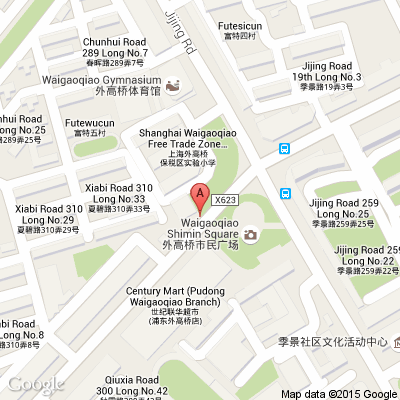 Chunhui Road
289 Long No.7
春晖路289弄7号
Jijing Rd
Futesicun
富特四村
Waigaoqiao Gymnasium
外高桥体育馆
Jijing Road
19th Long No.3
季景路19弄3号
hunhui Road
Long No.25
289弄25号
Futewucun
富特五村
Shanghai Waigaoqiao
Free Trade Zone...
上海外高桥
保税区实验小学
Xiabi Road 310
Long No.33
夏碧路310弄33号
A
X623
Xiabi Road 310
Long No.29
夏碧路310弄29号
Waigaoqiao
Shimin Square
外高桥市民广场
Jijing Road 259
Long No.25
季景路259弄25号
Jijing Road 259
Long No.22
季景路259弄22号
Century Mart (Pudong
Waigaoqiao Branch)
世纪联华超市
(浦东外高桥店)
bi Road
Long No.8
0弄8号
季景社区文化活动中心
Qiuxia Road
300 Long No.42
Google
Map data ©2015 Google